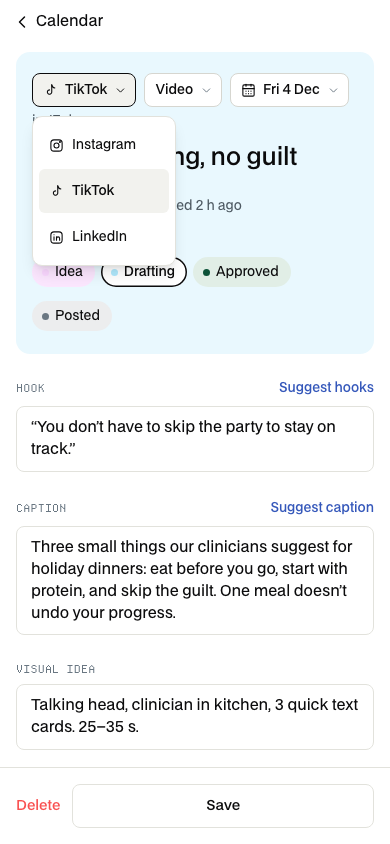 Calendar
TikTok
Video
Fri 4 Dec
Instagram
TikTok
LinkedIn
ng, no guilt
ed 2 h ago
Idea
Drafting
Approved
Posted
HOOK
Suggest hooks
“You don’t have to skip the party to stay on
track.”
CAPTION
Suggest caption
Three small things our clinicians suggest for
holiday dinners: eat before you go, start with
protein, and skip the guilt. One meal doesn’t
undo your progress.
VISUAL IDEA
Talking head, clinician in kitchen, 3 quick text
cards. 25–35 s.
Delete
Save